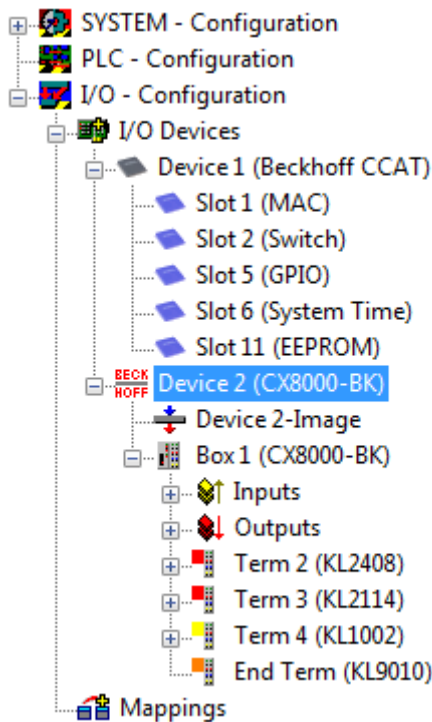 SYSTEM - Configuration
PLC - Configuration
I/O - Configuration
I/O Devices
Device 1 (Beckhoff CCAT)
Slot 1 (MAC)
Slot 2 (Switch)
Slot 5 (GPIO)
Slot 6 (System Time)
Slot 11 (EEPROM)
BECK
HOFF
Device 2 (CX8000-BK)
Device 2-Image
Box 1 (CX8000-BK)
Inputs
Outputs
Term 2 (KL2408)
Term 3 (KL2114)
Term 4 (KL1002)
End Term (KL9010)
Mappings